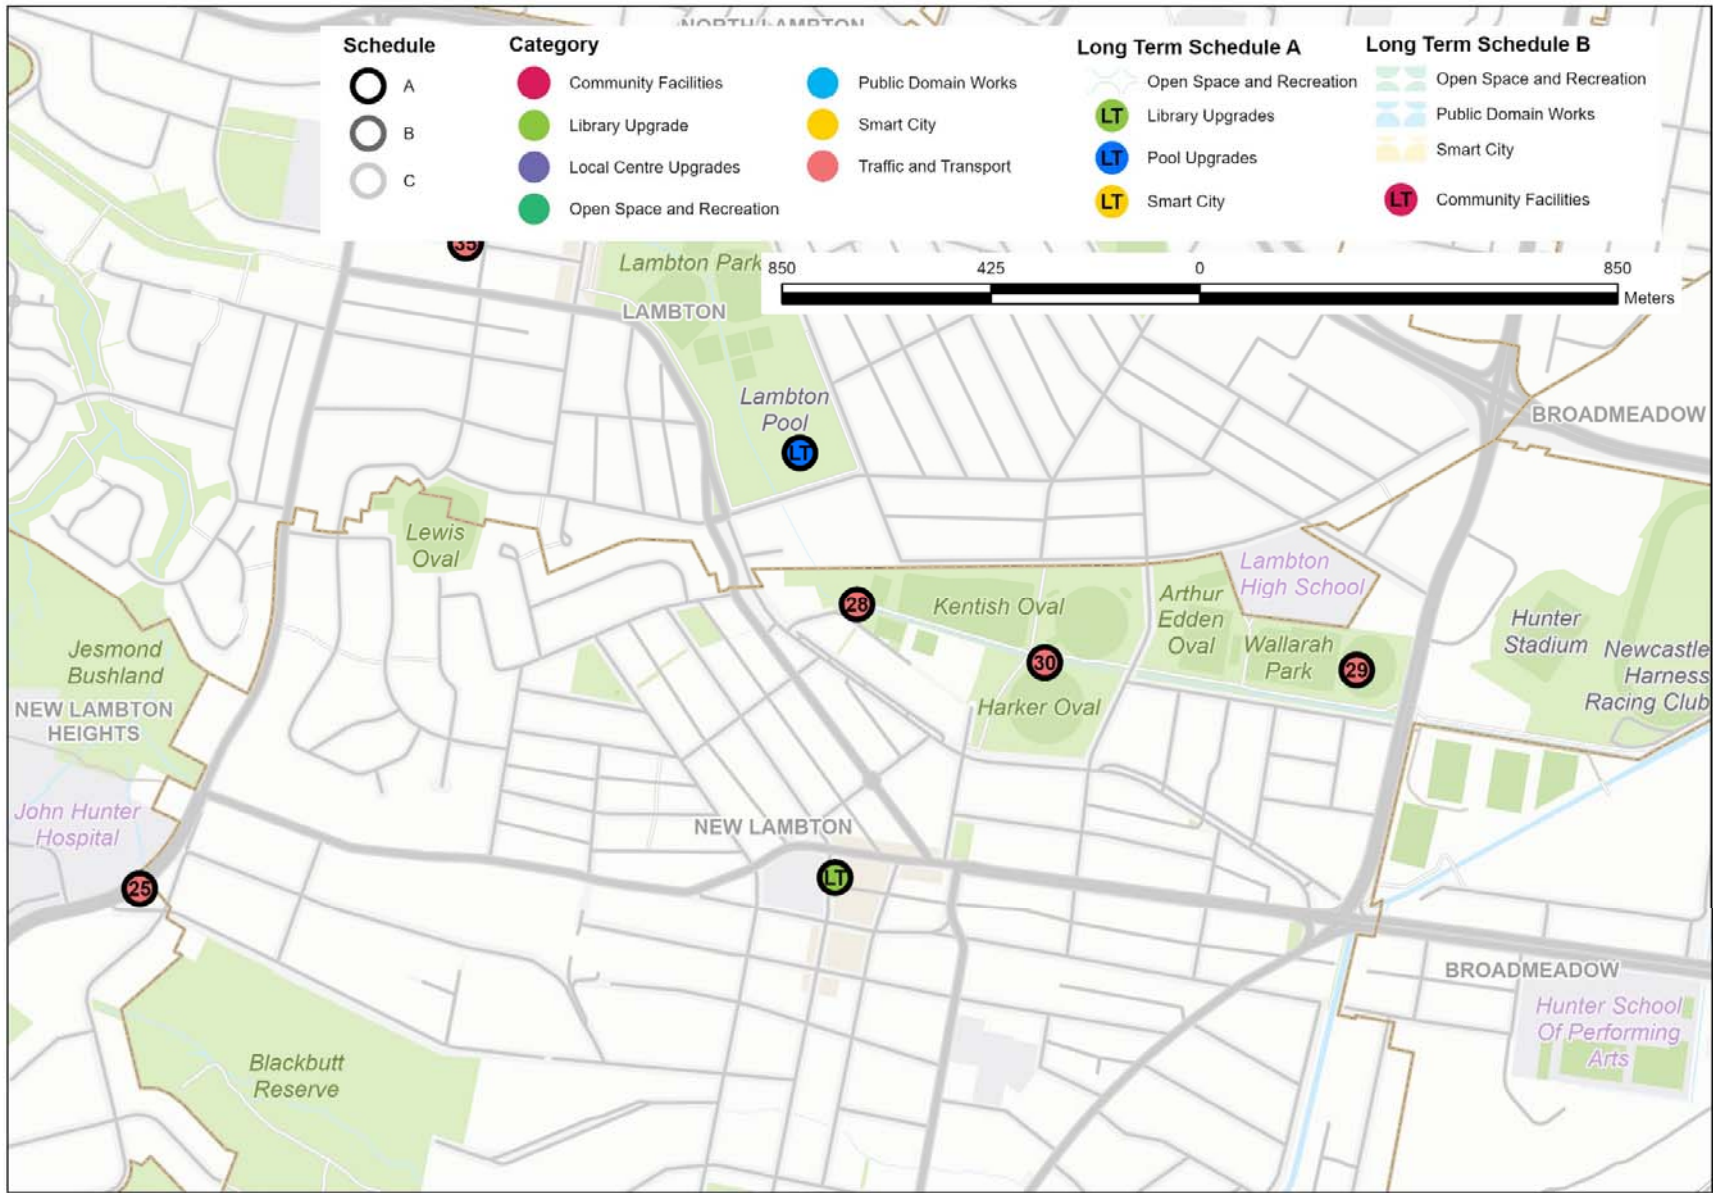 NORTH LAMBTON
Schedule
A
B
C
Category
Community Facilities
Library Upgrade
Local Centre Upgrades
Open Space and Recreation
Public Domain Works
Smart City
Traffic and Transport
Long Term Schedule A
Open Space and Recreation
LT Library Upgrades
LT Pool Upgrades
LT Smart City
Long Term Schedule B
Open Space and Recreation
Public Domain Works
Smart City
LT Community Facilities
35
Lambton Park
850 425 0 850
Meters
LAMBTON
Lambton
Pool
LT
BROADMEADOW
Lewis
Oval
Lambton
High School
28
Kentish Oval
Arthur
Edden
Oval
Wallarah
Park
29
30
Harker Oval
Hunter
Stadium
Newcastle
Harness
Racing Club
Jesmond
Bushland
NEW LAMBTON
HEIGHTS
John Hunter
Hospital
25
NEW LAMBTON
LT
BROADMEADOW
Hunter School
Of Performing
Arts
Blackbutt
Reserve